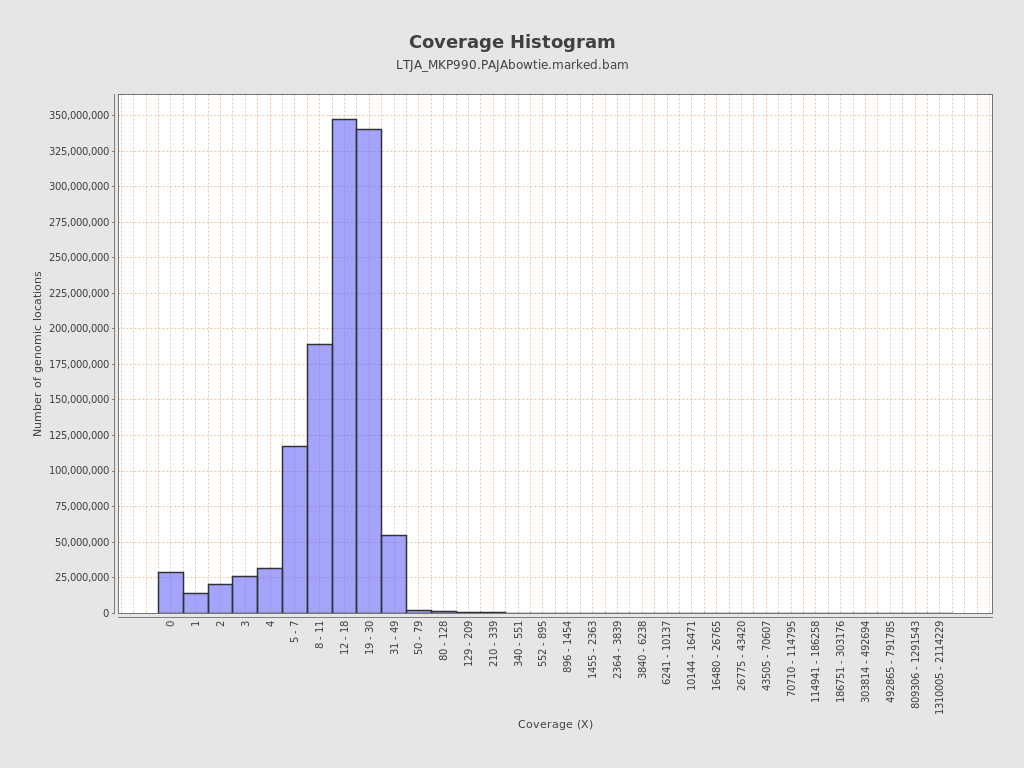 Coverage Histogram
LTJA_MKP990.PAJAbowtie.marked.bam
Number of genomic locations
350,000,000
325,000,000
300,000,000
275,000,000
250,000,000
225,000,000
200,000,000
175,000,000
150,000,000
125,000,000
100,000,000
75,000,000
50,000,000
25,000,000
0
0
1
2
3
4
5 - 7
8 - 11
12 - 18
19 - 30
31 - 49
50 - 79
80 - 128
129 - 209
210 - 339
340 - 551
552 - 895
896 - 1454
1455 - 2363
2364 - 3839
3840 - 6238
6241 - 10137
10144 - 16471
16480 - 26765
26775 - 43420
43505 - 70607
70710 - 114795
114941 - 186258
186751 - 303176
303814 - 492694
492865 - 791785
809306 - 1291543
1310005 - 2114229
Coverage (X)